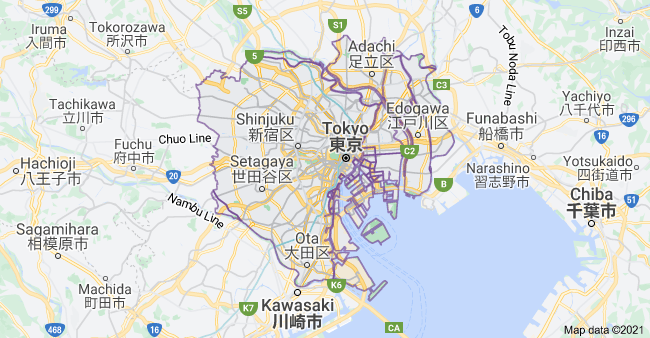 Iruma
入間市
Tokorozawa
所沢市
S5
S1
Adachi
足立区
4
6
Tobu Noda Line
Inzai
印西市
5
C3
Tachikawa
立川市
Chuo Line
Shinjuku
新宿区
Edogawa
江戸川区
Funabashi
船橋市
Yachiyo
八千代市
Fuchu
府中市
Tokyo
東京
C2
Hachioji
八王子市
20
Setagaya
世田谷区
B
Narashino
習志野市
Yotsukaido
四街道市
Nambu Line
Chiba
千葉市
51
Sagamihara
相模原市
Ota
大田区
16
Machida
町田市
K6
Kawasaki
川崎市
K7
468
CA
Map data ©2021